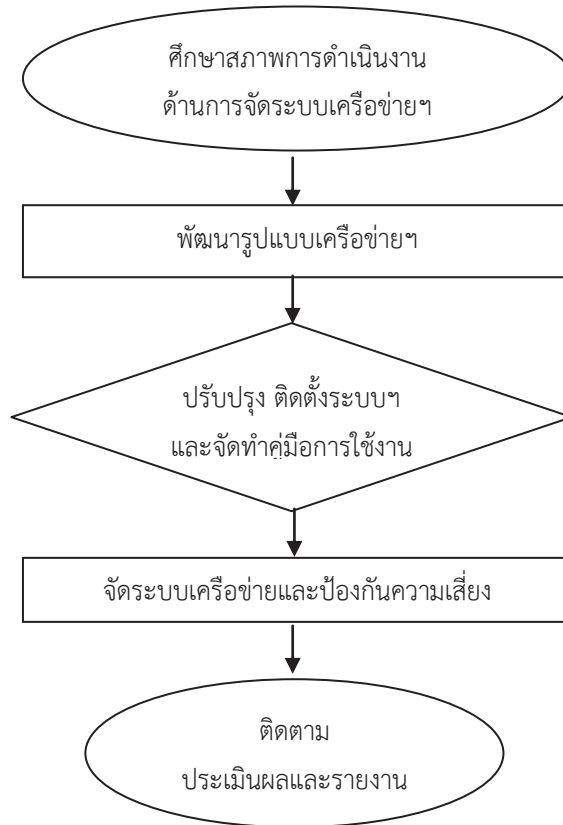 ศึกษาสภาพการดำเนินงาน
ด้านการจัดระบบเครือข่ายฯ
พัฒนารูปแบบเครือข่ายฯ
ปรับปรุง ติดตั้งระบบฯ
และจัดทำคู่มือการใช้งาน
จัดระบบเครือข่ายและป้องกันความเสี่ยง
ติดตาม
ประเมินผลและรายงาน